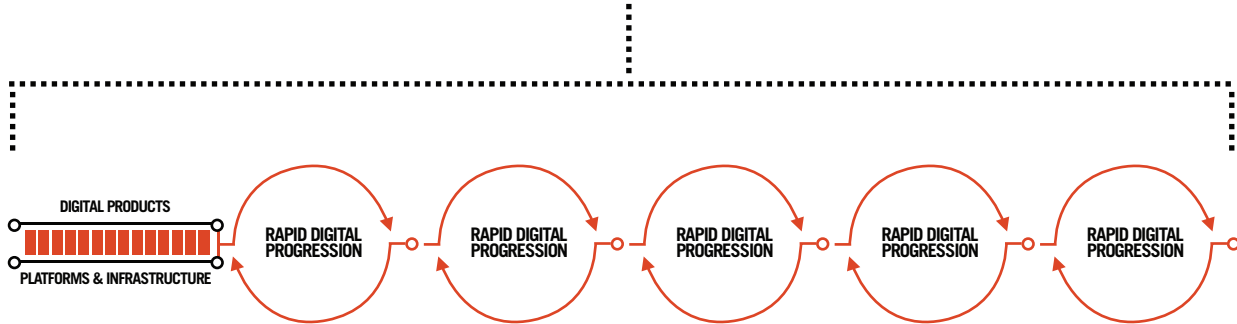 DIGITAL PRODUCTS
PLATFORMS & INFRASTRUCTURE
RAPID DIGITAL
PROGRESSION
RAPID DIGITAL
PROGRESSION
RAPID DIGITAL
PROGRESSION
RAPID DIGITAL
PROGRESSION
RAPID DIGITAL
PROGRESSION